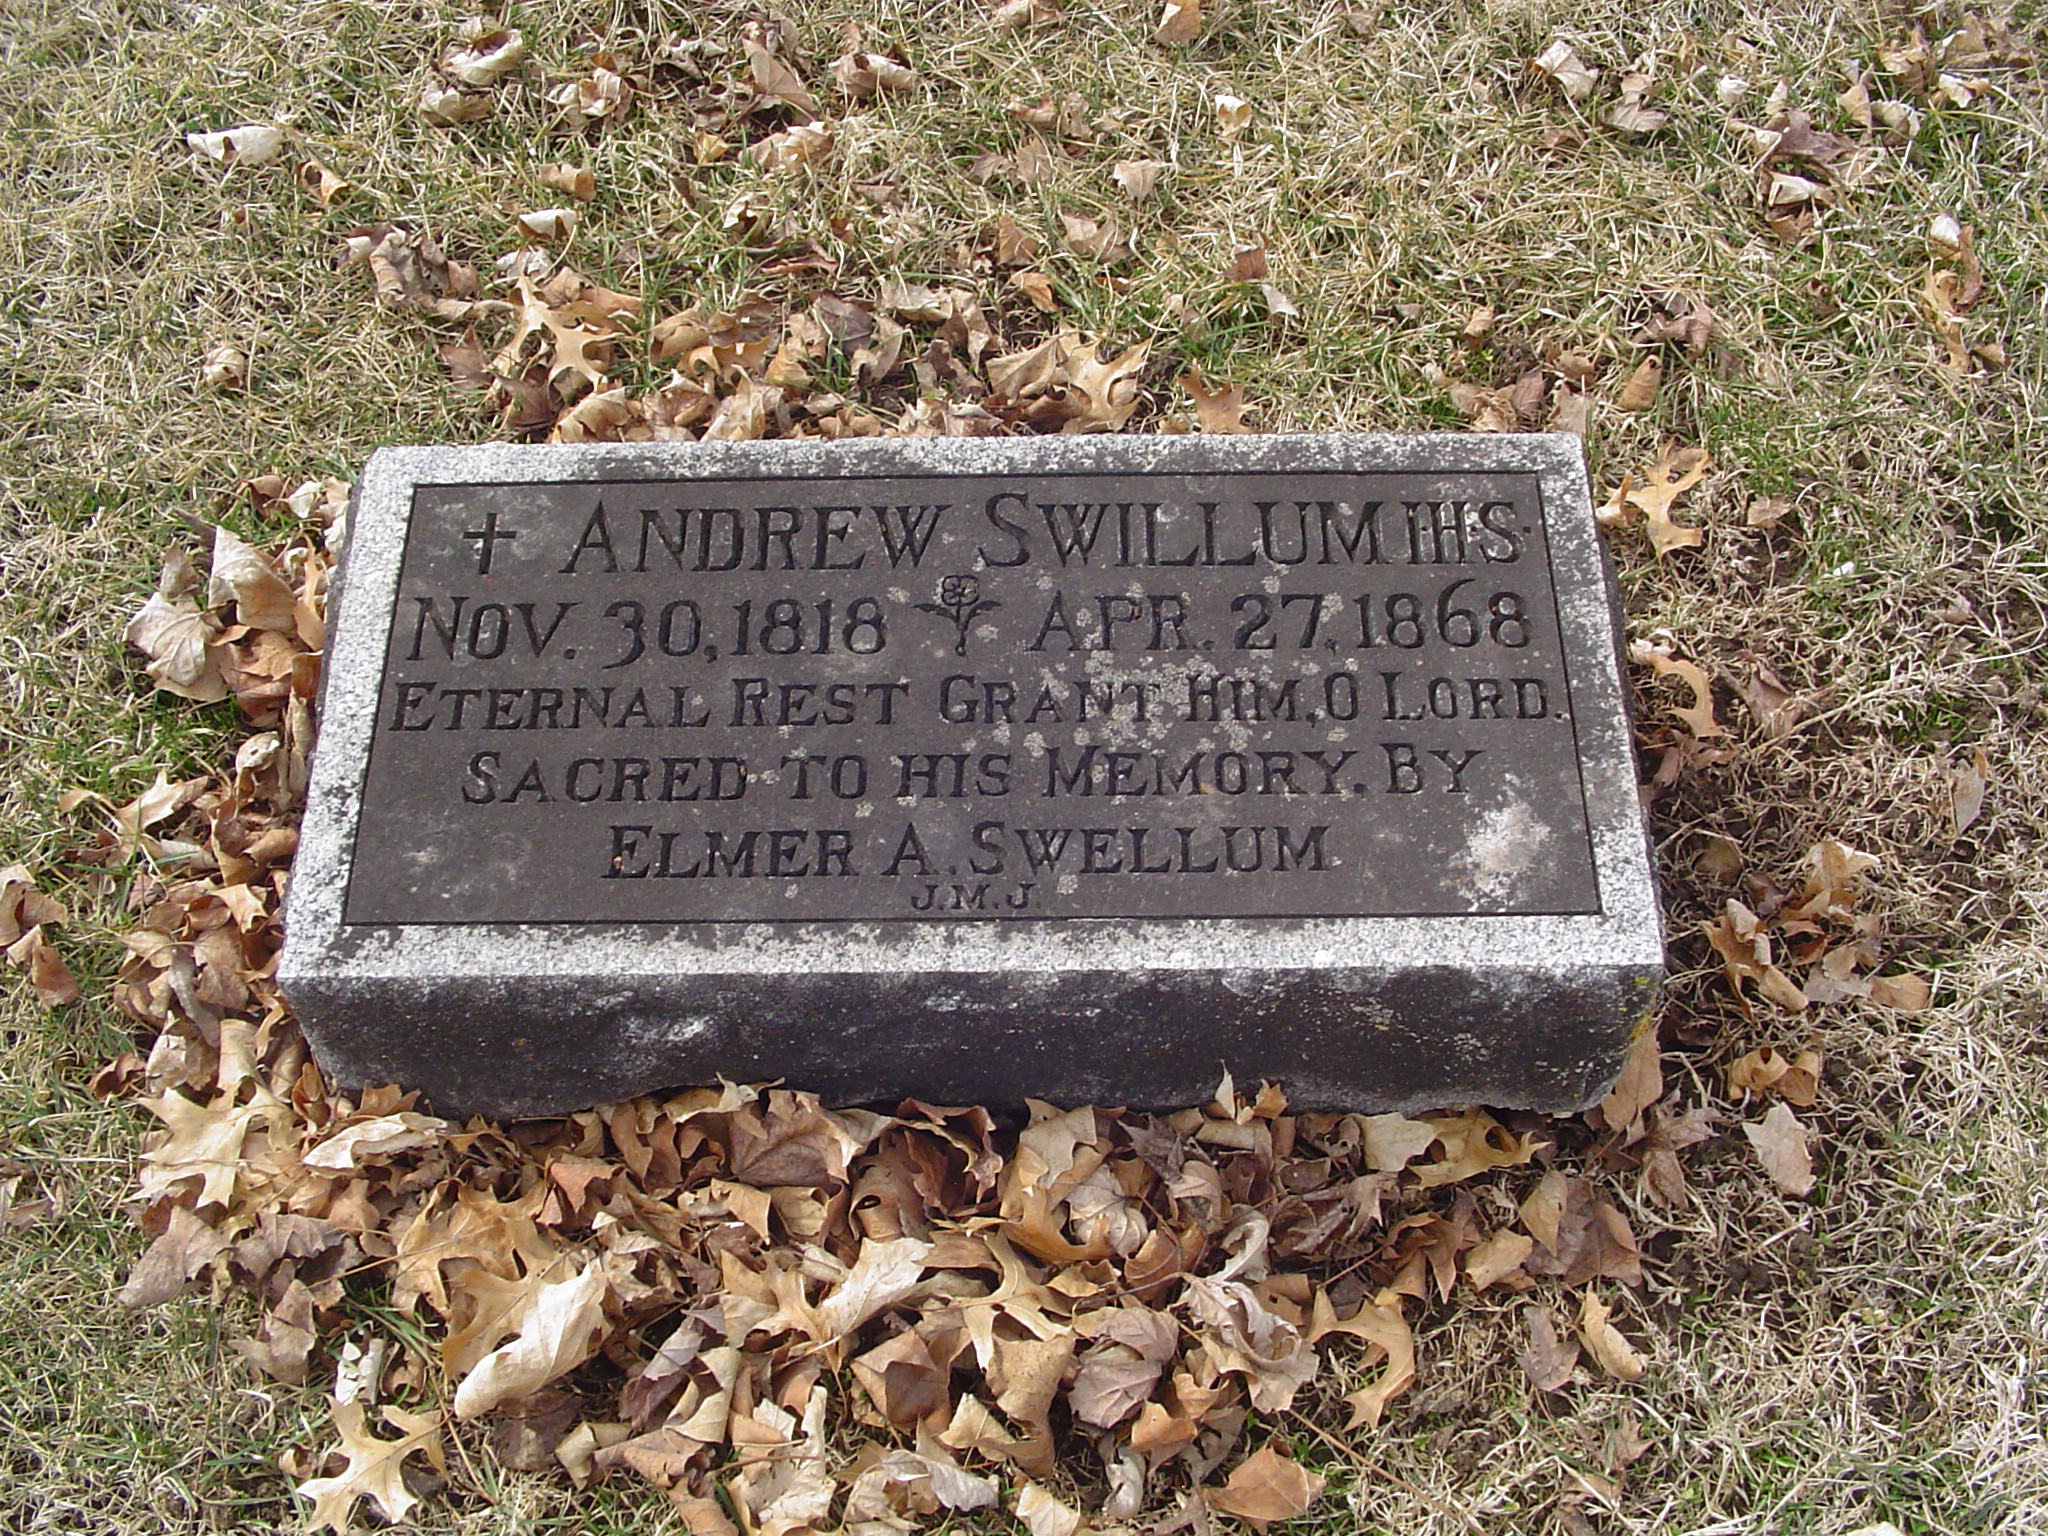 ✝ ANDREW SWILLUM I.H.S.
NOV. 30, 1818 APR. 27, 1868
ETERNAL REST GRANT HIM, O LORD.
SACRED TO HIS MEMORY. BY
ELMER A. SWELLUM
J.M.J.